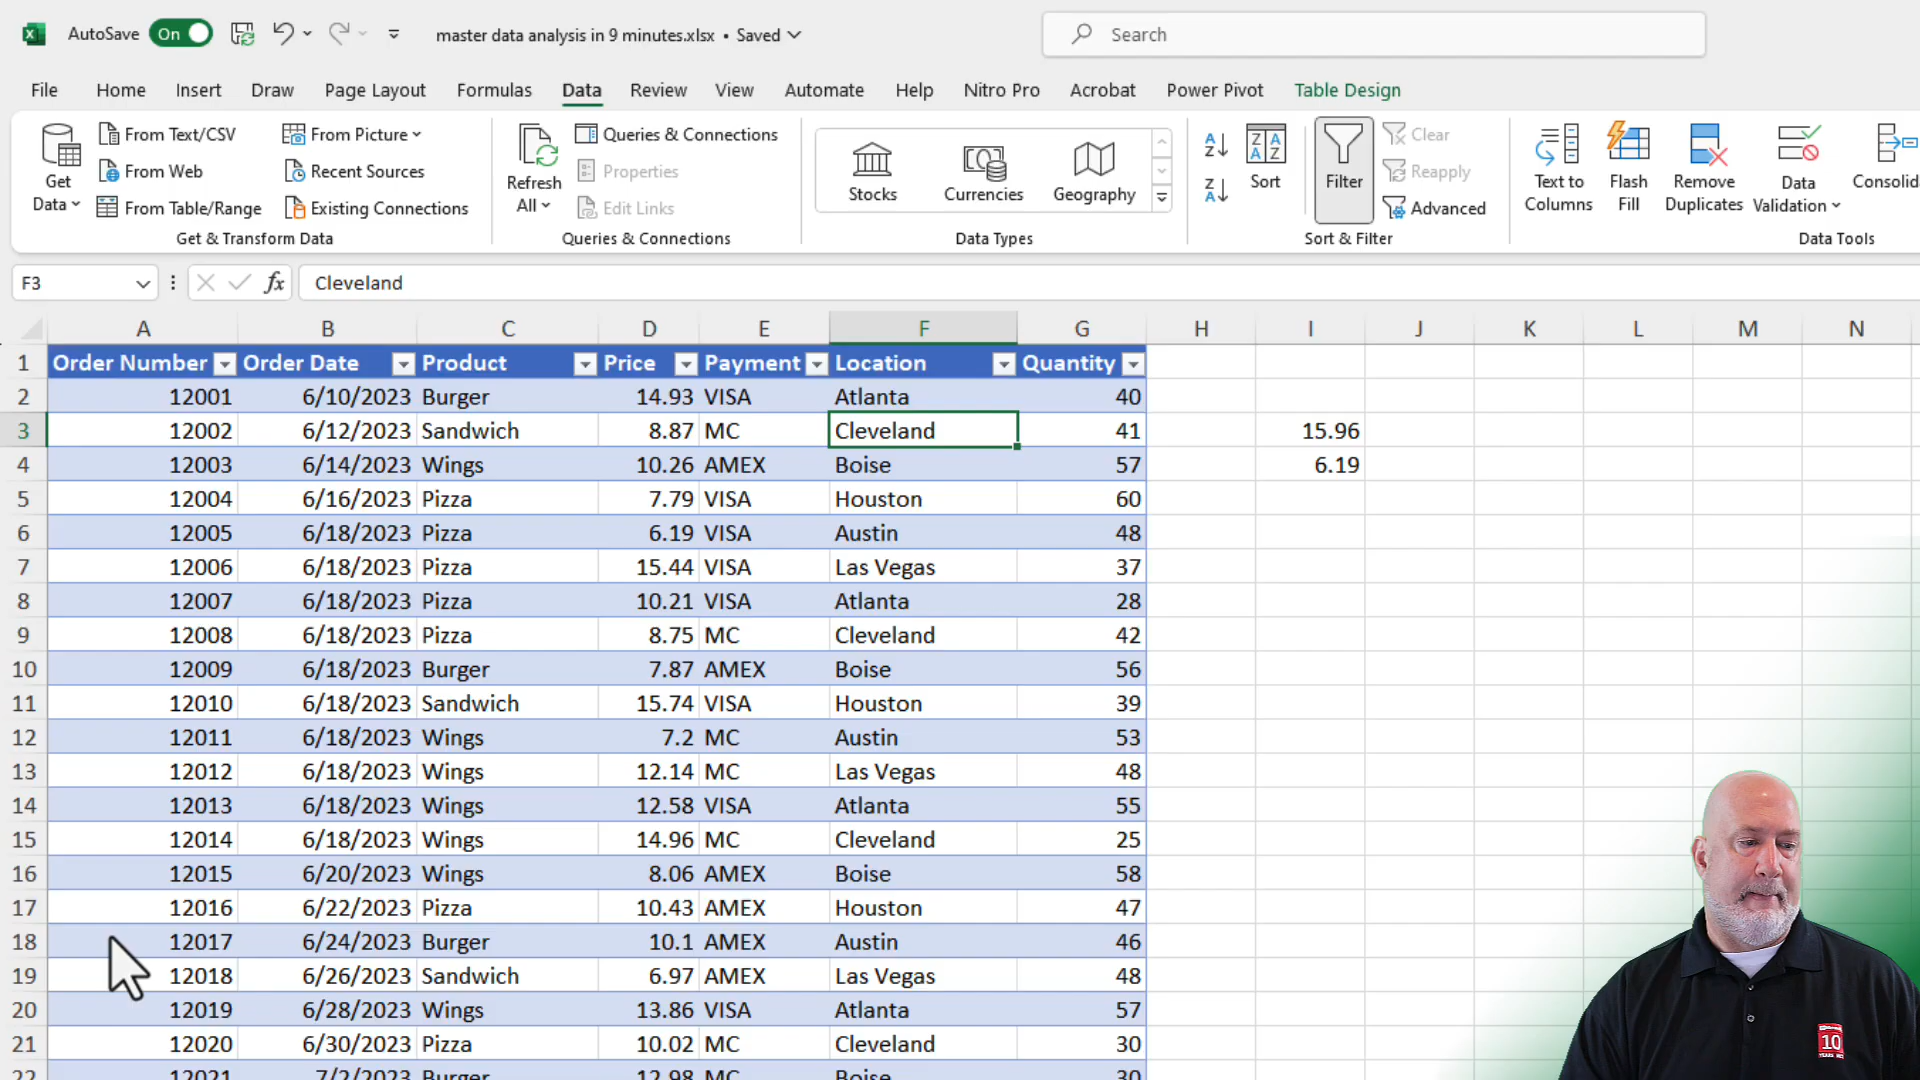 AutoSave On master data analysis in 9 minutes.xlsx • Saved Search
File Home Insert Draw Page Layout Formulas Data Review View Automate Help Nitro Pro Acrobat Power Pivot Table Design
Get Data
From Text/CSV
From Web
From Table/Range
From Picture
Recent Sources
Existing Connections
Get & Transform Data
Refresh All
Queries & Connections
Properties
Edit Links
Queries & Connections
Stocks Currencies Geography
Data Types
Sort
Filter
Clear
Reapply
Advanced
Sort & Filter
Text to Columns
Flash Fill
Remove Duplicates
Data Validation
Consolid
Data Tools
F3 fx Cleveland
A B C D E F G H I J K L M N
1 Order Number Order Date Product Price Payment Location Quantity
2 12001 6/10/2023 Burger 14.93 VISA Atlanta 40
3 12002 6/12/2023 Sandwich 8.87 MC Cleveland 41 15.96
4 12003 6/14/2023 Wings 10.26 AMEX Boise 57 6.19
5 12004 6/16/2023 Pizza 7.79 VISA Houston 60
6 12005 6/18/2023 Pizza 6.19 VISA Austin 48
7 12006 6/18/2023 Pizza 15.44 VISA Las Vegas 37
8 12007 6/18/2023 Pizza 10.21 VISA Atlanta 28
9 12008 6/18/2023 Pizza 8.75 MC Cleveland 42
10 12009 6/18/2023 Burger 7.87 AMEX Boise 56
11 12010 6/18/2023 Sandwich 15.74 VISA Houston 39
12 12011 6/18/2023 Wings 7.2 MC Austin 53
13 12012 6/18/2023 Wings 12.14 MC Las Vegas 48
14 12013 6/18/2023 Wings 12.58 VISA Atlanta 55
15 12014 6/18/2023 Wings 14.96 MC Cleveland 25
16 12015 6/20/2023 Wings 8.06 AMEX Boise 58
17 12016 6/22/2023 Pizza 10.43 AMEX Houston 47
18 12017 6/24/2023 Burger 10.1 AMEX Austin 46
19 12018 6/26/2023 Sandwich 6.97 AMEX Las Vegas 48
20 12019 6/28/2023 Wings 13.86 VISA Atlanta 57
21 12020 6/30/2023 Pizza 10.02 MC Cleveland 30
22 12021 7/2/2023 Burger 12.98 MC Boise 30
10